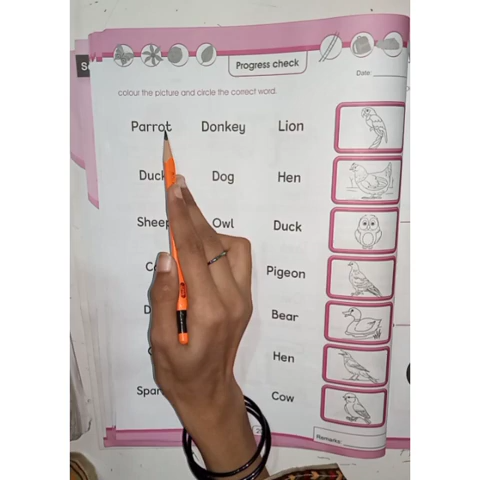 Progress check
Date:
colour the picture and circle the correct word.
Parrot Donkey Lion
Duck Dog Hen
Sheep Owl Duck
Pigeon
Bear
Hen
Cow
Remarks: